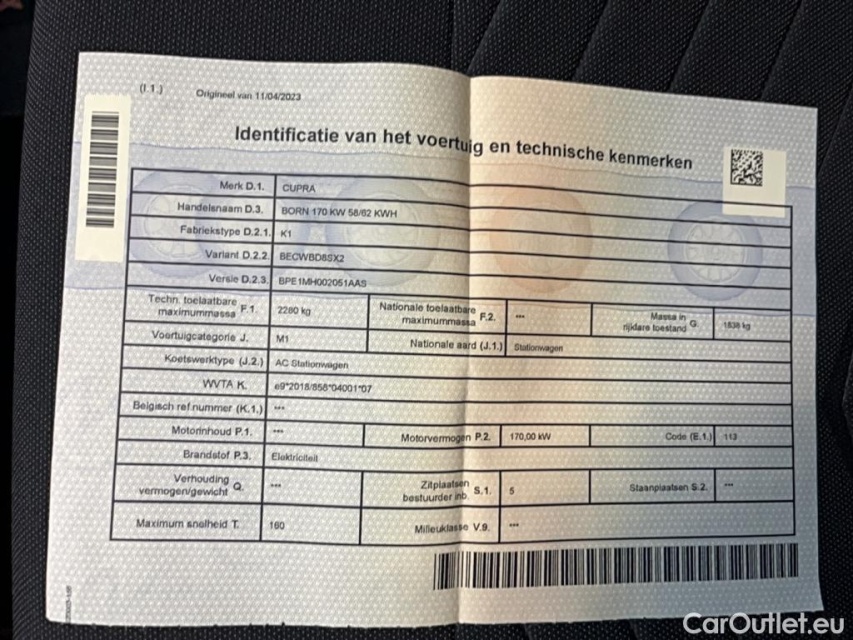 (I.1.) Origineel van 11/04/2023
Identificatie van het voertuig en technische kenmerken
Merk D.1. CUPRA
Handelsnaam D.3. BORN 170 KW 58/62 KWH
Fabriekstype D.2.1. K1
Variant D.2.2. BECWBD8SX2
Versie D.2.3. BPE1MH002051AAS
Techn. toelaatbare maximummassa F.1. 2260 kg Nationale toelaatbare maximummassa F.2. *** Massa in rijklare toestand G. 1838 kg
Voertuigcategorie J. M1 Nationale aard (J.1.) Stationwagen
Koetswerktype (J.2.) AC Stationwagen
WVTA K. e9*2018/858*04001*07
Belgisch ref.nummer (K.1.) ***
Motorinhoud P.1. *** Motorvermogen P.2. 170,00 kW Code (E.1.) 113
Brandstof P.3. Elektriciteit
Verhouding vermogen/gewicht Q. *** Zitplaatsen bestuurder inb. S.1. 5 Staanplaatsen S.2. ***
Maximum snelheid T. 160 Milieuklasse V.9. ***
CarOutlet.eu